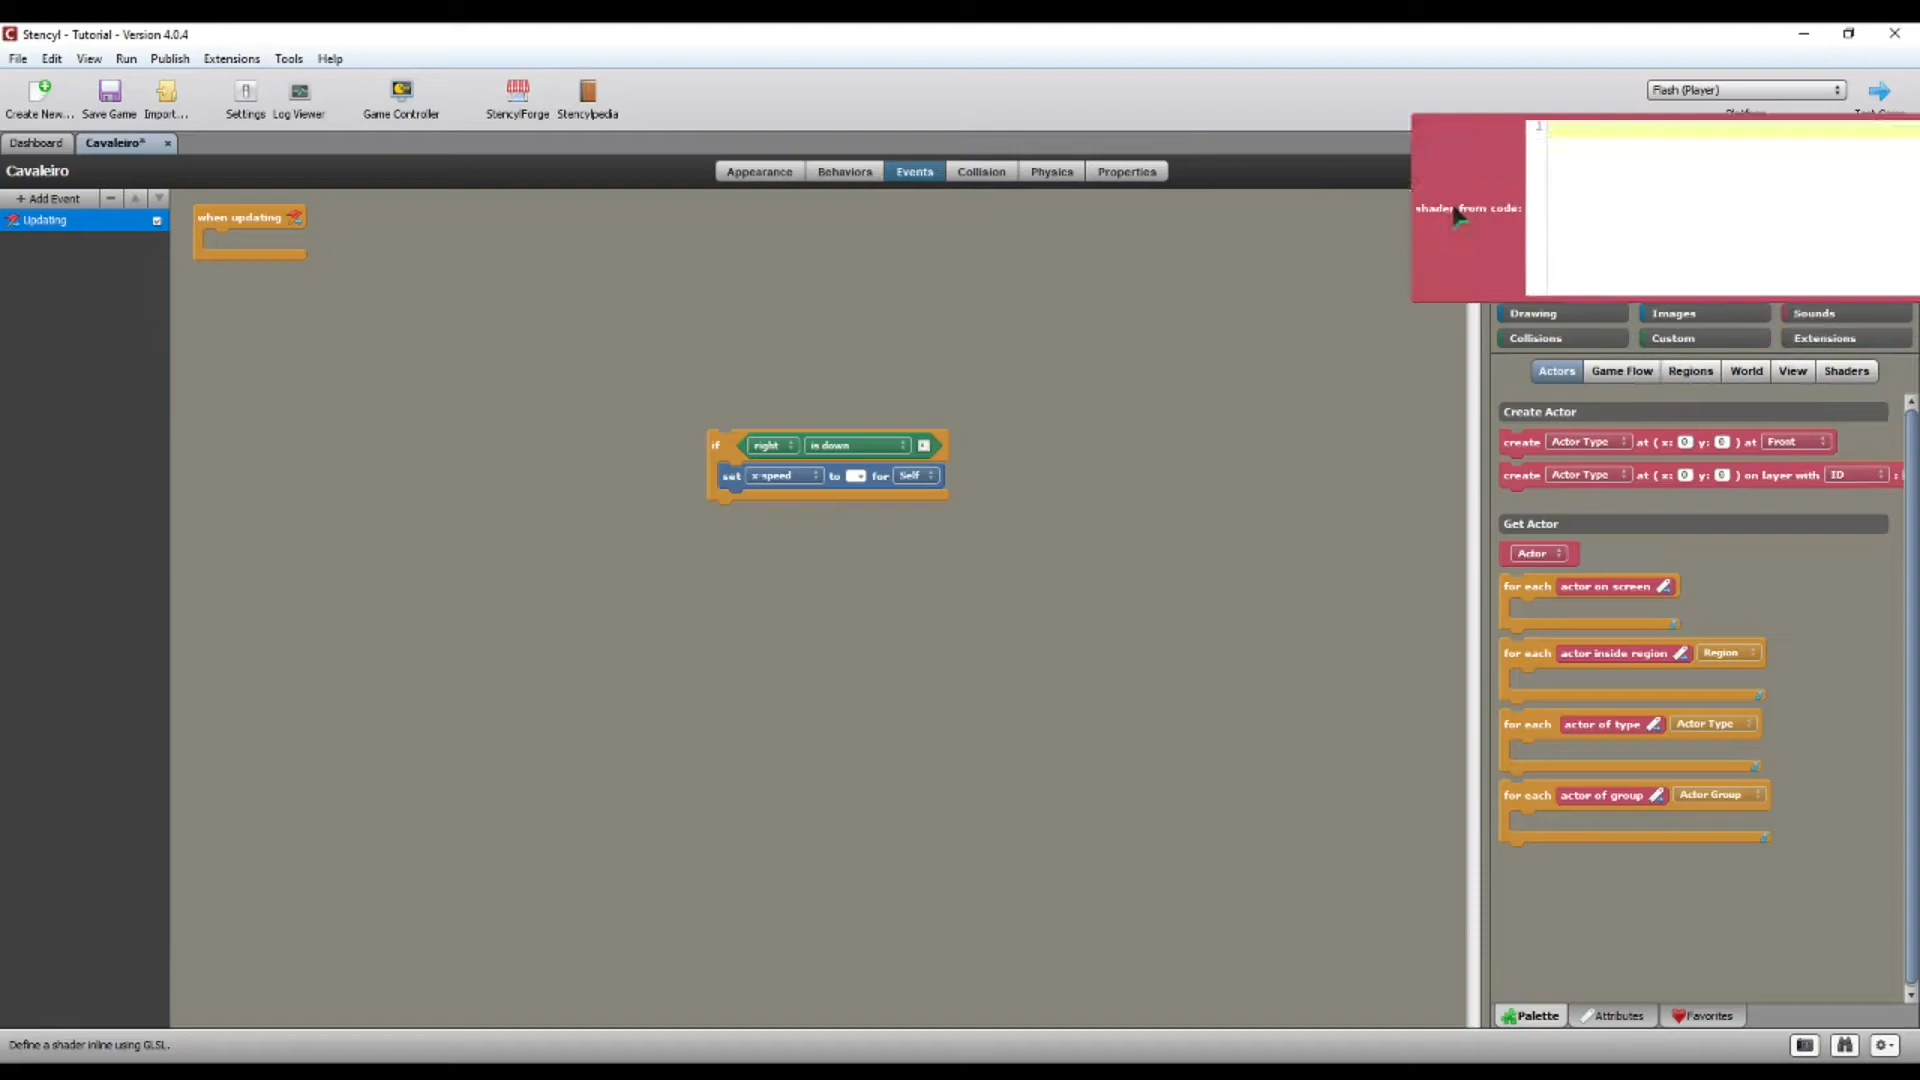 Stencyl - Tutorial - Version 4.0.4
File Edit View Run Publish Extensions Tools Help
Create New... Save Game Import... Settings Log Viewer Game Controller StencylForge Stencylpedia
Flash (Player)
Dashboard Cavaleiro*
Cavaleiro
Appearance Behaviors Events Collision Physics Properties
+ Add Event
Updating
when updating
1
shader from code:
Drawing Images Sounds
Collisions Custom Extensions
Actors Game Flow Regions World View Shaders
Create Actor
create Actor Type at ( x: 0 y: 0 ) at Front
create Actor Type at ( x: 0 y: 0 ) on layer with ID :
if right is down
set x-speed to for Self
Get Actor
Actor
for each actor on screen
for each actor inside region Region
for each actor of type Actor Type
for each actor of group Actor Group
Palette Attributes Favorites
Define a shader inline using GLSL.